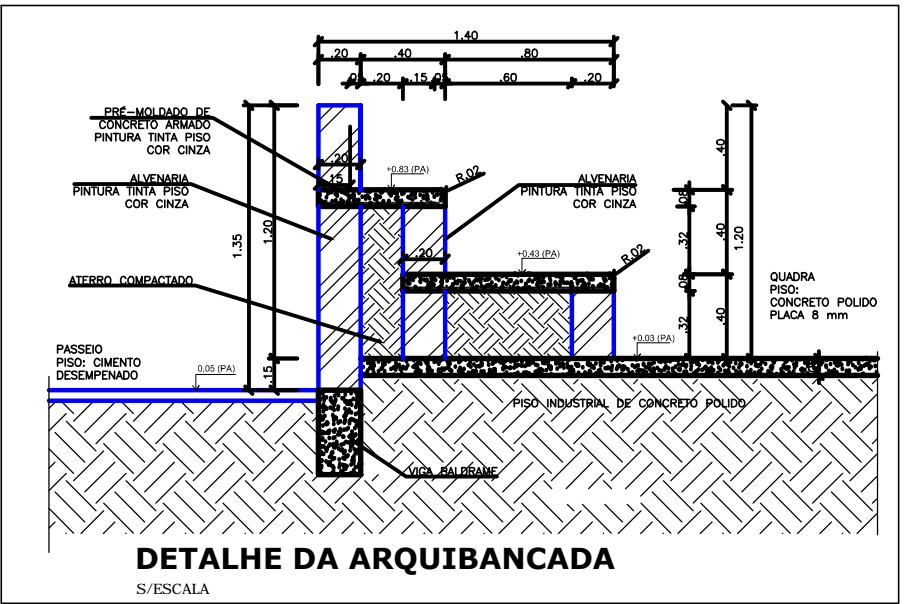 1.40
.20
.40
.80
.05
.20
.15
.05
.60
.20
PRÉ-MOLDADO DE
CONCRETO ARMADO
PINTURA TINTA PISO
COR CINZA
.20
.15
+0.83 (PA)
R.02
ALVENARIA
PINTURA TINTA PISO
COR CINZA
ALVENARIA
PINTURA TINTA PISO
COR CINZA
.40
.08
1.35
1.20
.20
+0.43 (PA)
R.02
.32
.40
1.20
ATERRO COMPACTADO
.08
QUADRA
PISO:
CONCRETO POLIDO
PLACA 8 mm
.32
.40
+0.03 (PA)
PASSEIO
PISO: CIMENTO
DESEMPENADO
0,05 (PA)
.15
PISO INDUSTRIAL DE CONCRETO POLIDO
VIGA BALDRAME
DETALHE DA ARQUIBANCADA
S/ESCALA